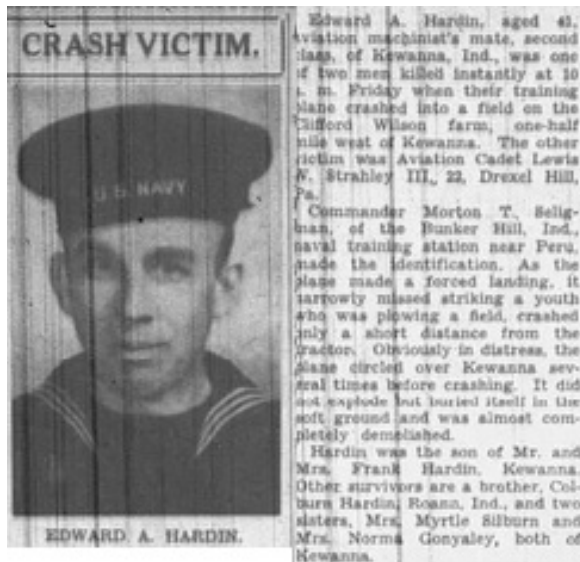 CRASH VICTIM.
U. S. NAVY
EDWARD A. HARDIN.
Edward A. Hardin, aged 41,
aviation machinist's mate, second
class, of Kewanna, Ind., was one
of two men killed instantly at 10
a. m. Friday when their training
plane crashed into a field on the
Clifford Wilson farm, one-half
mile west of Kewanna. The other
victim was Aviation Cadet Lewis
W. Strahley III., 22, Drexel Hill,
Pa.
Commander Morton T. Selig-
man, of the Bunker Hill, Ind.,
naval training station near Peru,
made the identification. As the
plane made a forced landing, it
narrowly missed striking a youth
who was plowing a field, crashed
only a short distance from the
tractor. Obviously in distress, the
plane circled over Kewanna sev-
eral times before crashing. It did
not explode but buried itself in the
soft ground and was almost com-
pletely demolished.
Hardin was the son of Mr. and
Mrs. Frank Hardin, Kewanna.
Other survivors are a brother, Col-
burn Hardin, Roann, Ind., and two
sisters, Mrs. Myrtle Silburn and
Mrs. Norma Gonyaley, both of
Kewanna.